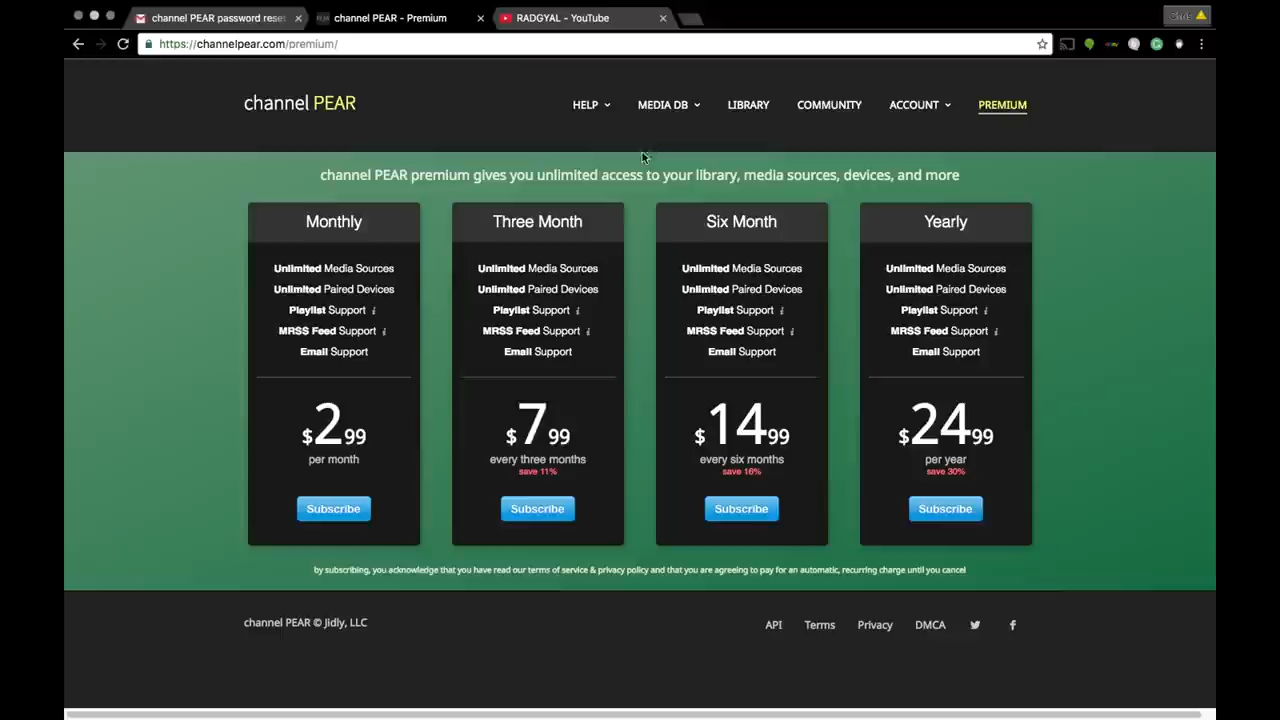 channel PEAR password reset
channel PEAR - Premium
RADGYAL - YouTube
Chris
https://channelpear.com/premium/
channel PEAR
HELP
MEDIA DB
LIBRARY
COMMUNITY
ACCOUNT
PREMIUM
channel PEAR premium gives you unlimited access to your library, media sources, devices, and more
Monthly
Unlimited Media Sources
Unlimited Paired Devices
Playlist Support i
MRSS Feed Support i
Email Support
$2 99
per month
Subscribe
Three Month
Unlimited Media Sources
Unlimited Paired Devices
Playlist Support i
MRSS Feed Support i
Email Support
$7 99
every three months
save 11%
Subscribe
Six Month
Unlimited Media Sources
Unlimited Paired Devices
Playlist Support i
MRSS Feed Support i
Email Support
$14 99
every six months
save 16%
Subscribe
Yearly
Unlimited Media Sources
Unlimited Paired Devices
Playlist Support i
MRSS Feed Support i
Email Support
$24 99
per year
save 30%
Subscribe
by subscribing, you acknowledge that you have read our terms of service & privacy policy and that you are agreeing to pay for an automatic, recurring charge until you cancel
channel PEAR © Jidly, LLC
API
Terms
Privacy
DMCA